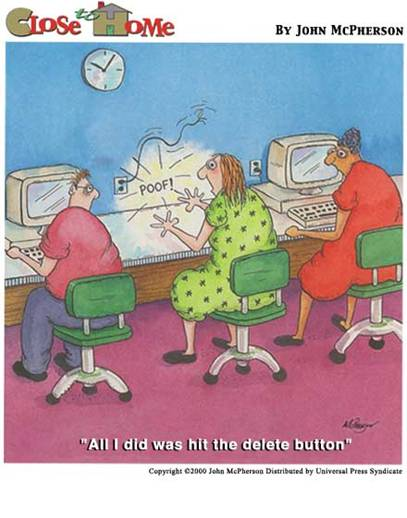 CLOSE to HOME
BY JOHN MCPHERSON
POOF!
McPherson
"All I did was hit the delete button"
Copyright ©2000 John McPherson Distributed by Universal Press Syndicate